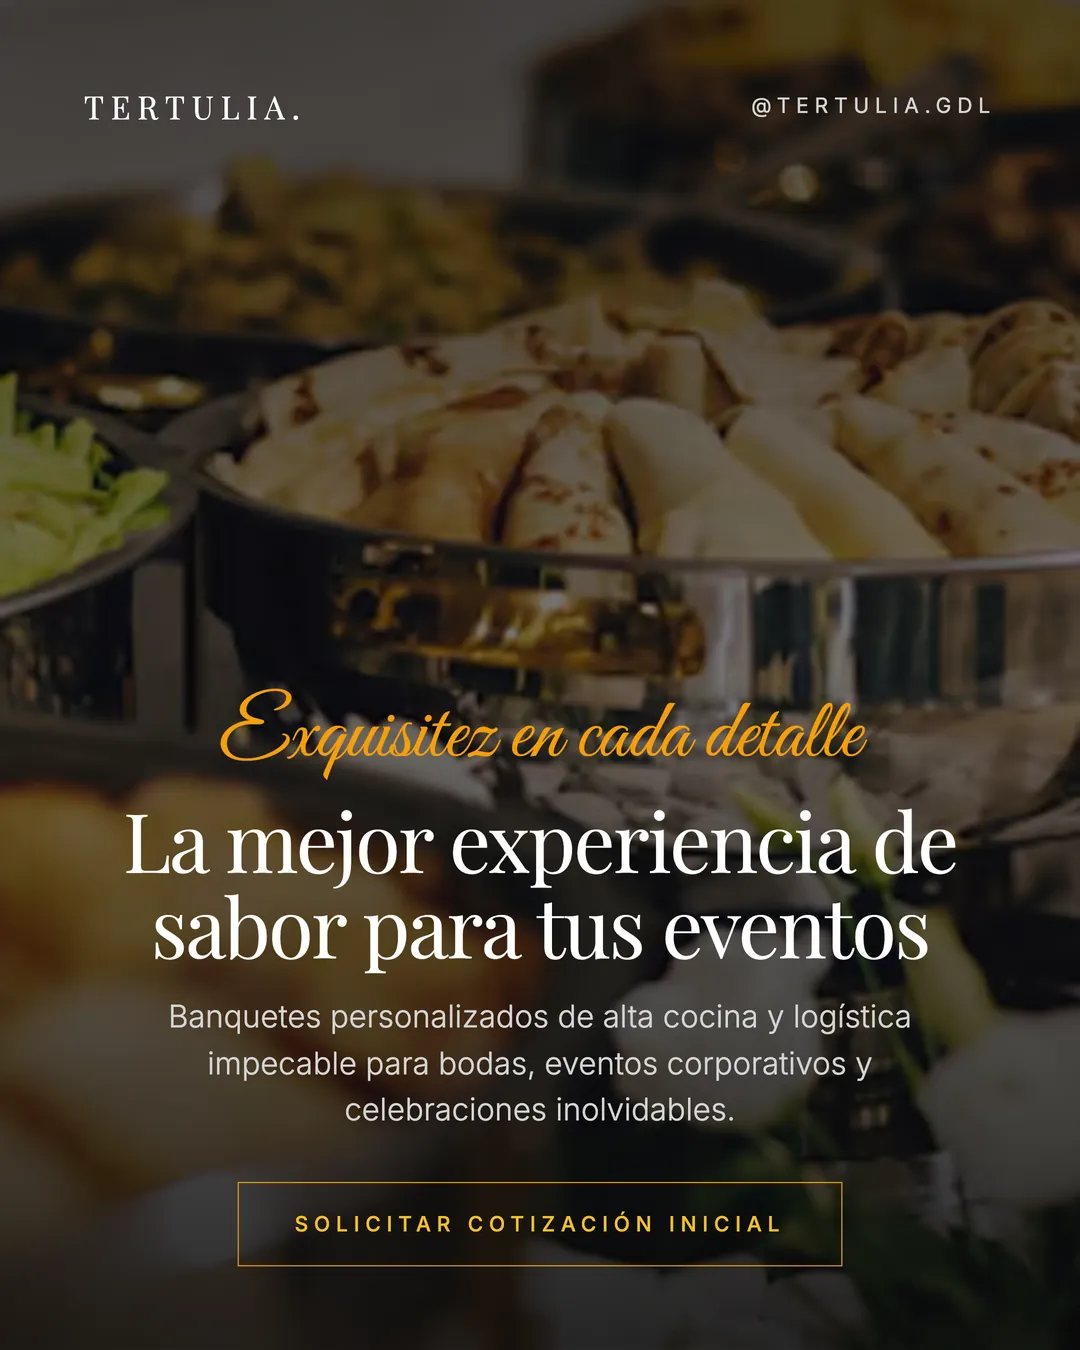 TERTULIA.
@TERTULIA.GDL
Exquisitez en cada detalle
La mejor experiencia de
sabor para tus eventos
Banquetes personalizados de alta cocina y logística
impecable para bodas, eventos corporativos y
celebraciones inolvidables.
SOLICITAR COTIZACIÓN INICIAL